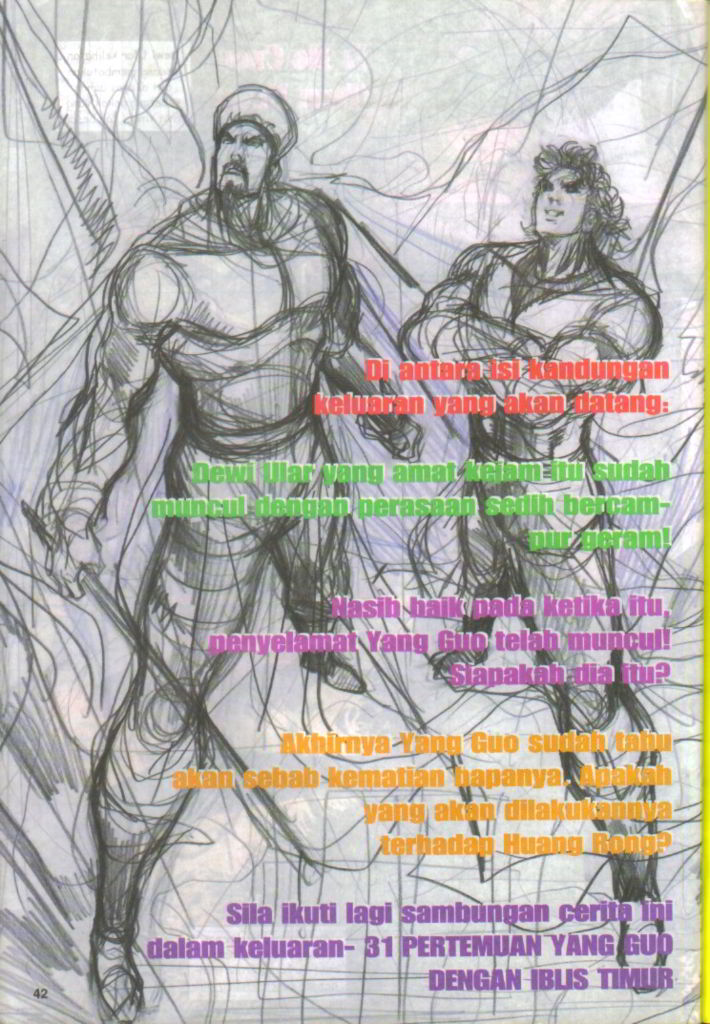 Di antara isi kandungan
keluaran yang akan datang:
Dewi Ular yang amat kejam itu sudah
muncul dengan perasaan sedih bercam-
pur geram!
Nasib baik pada ketika itu,
penyelamat Yang Guo telah muncul!
Siapakah dia itu?
Akhirnya Yang Guo sudah tahu
akan sebab kematian bapanya. Apakah
yang akan dilakukannya
terhadap Huang Rong?
Sila ikuti lagi sambungan cerita ini
dalam keluaran- 31 PERTEMUAN YANG GUO
DENGAN IBLIS TIMUR
42